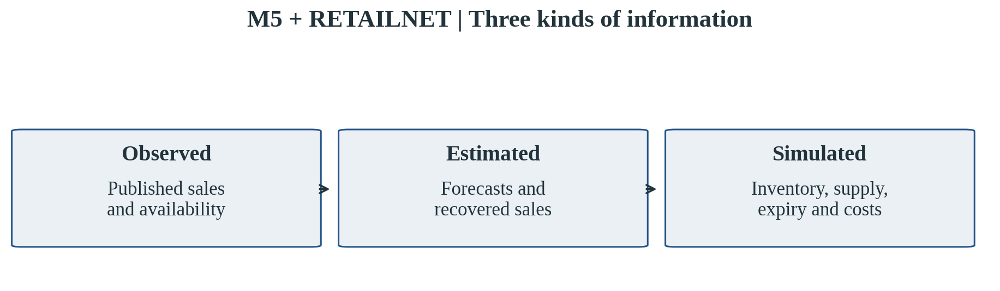 M5 + RETAILNET | Three kinds of information
Observed
Published sales
and availability
Estimated
Forecasts and
recovered sales
Simulated
Inventory, supply,
expiry and costs